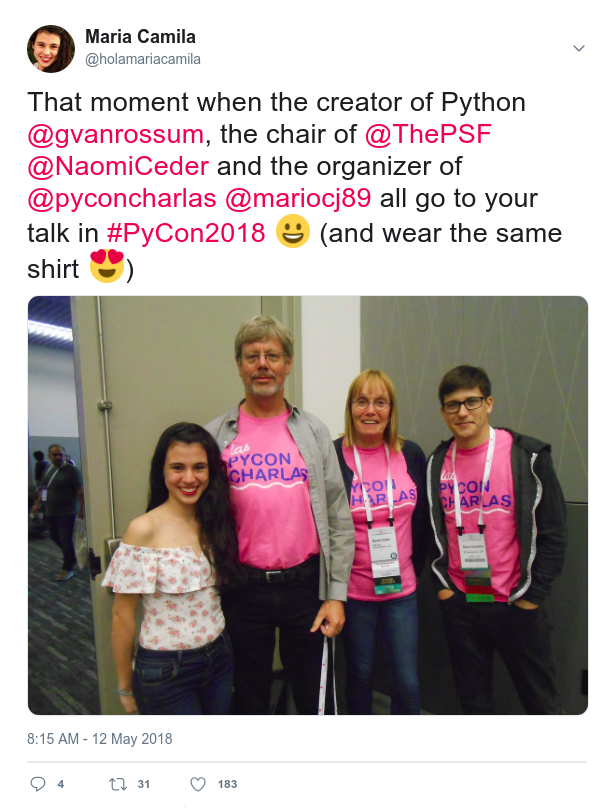 Maria Camila
@holamariacamila
That moment when the creator of Python
@gvanrossum, the chair of @ThePSF
@NaomiCeder and the organizer of
@pyconcharlas @mariocj89 all go to your
talk in #PyCon2018 😀 (and wear the same
shirt 😍)
las
PYCON
CHARLAS
PYCON
HARLAS
las
PYCON
CHARLAS
8:15 AM - 12 May 2018
4
31
183